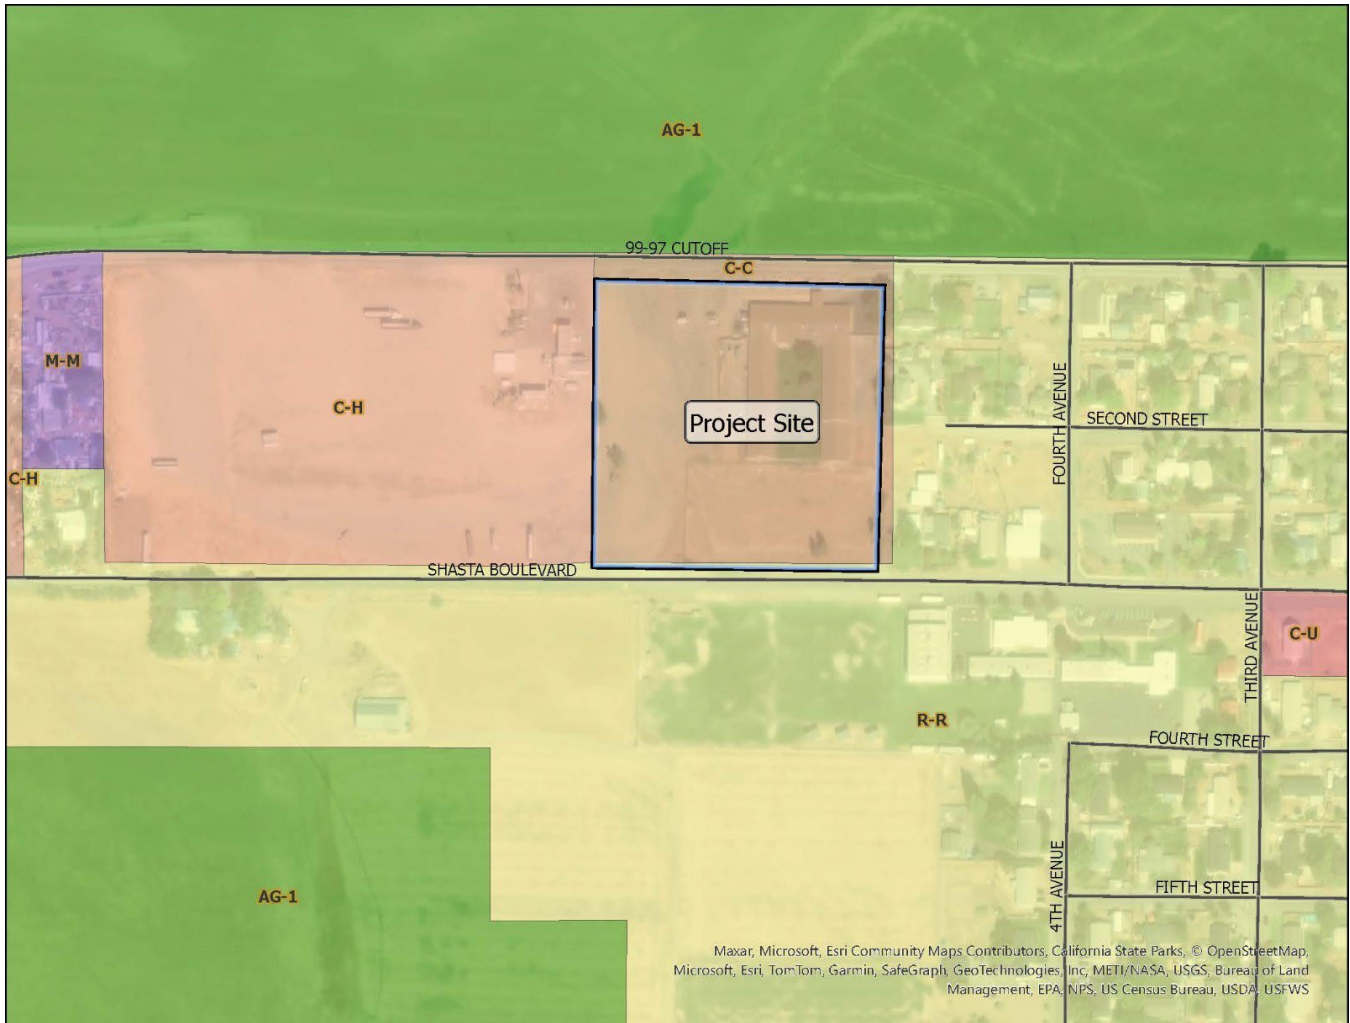 AG-1
99-97 CUTOFF
C-C
M-M
C-H
Project Site
FOURTH AVENUE
SECOND STREET
C-H
SHASTA BOULEVARD
THIRD AVENUE
C-U
R-R
FOURTH STREET
AG-1
4TH AVENUE
FIFTH STREET
Maxar, Microsoft, Esri Community Maps Contributors, California State Parks, © OpenStreetMap,
Microsoft, Esri, TomTom, Garmin, SafeGraph, GeoTechnologies, Inc, METI/NASA, USGS, Bureau of Land
Management, EPA, NPS, US Census Bureau, USDA, USFWS